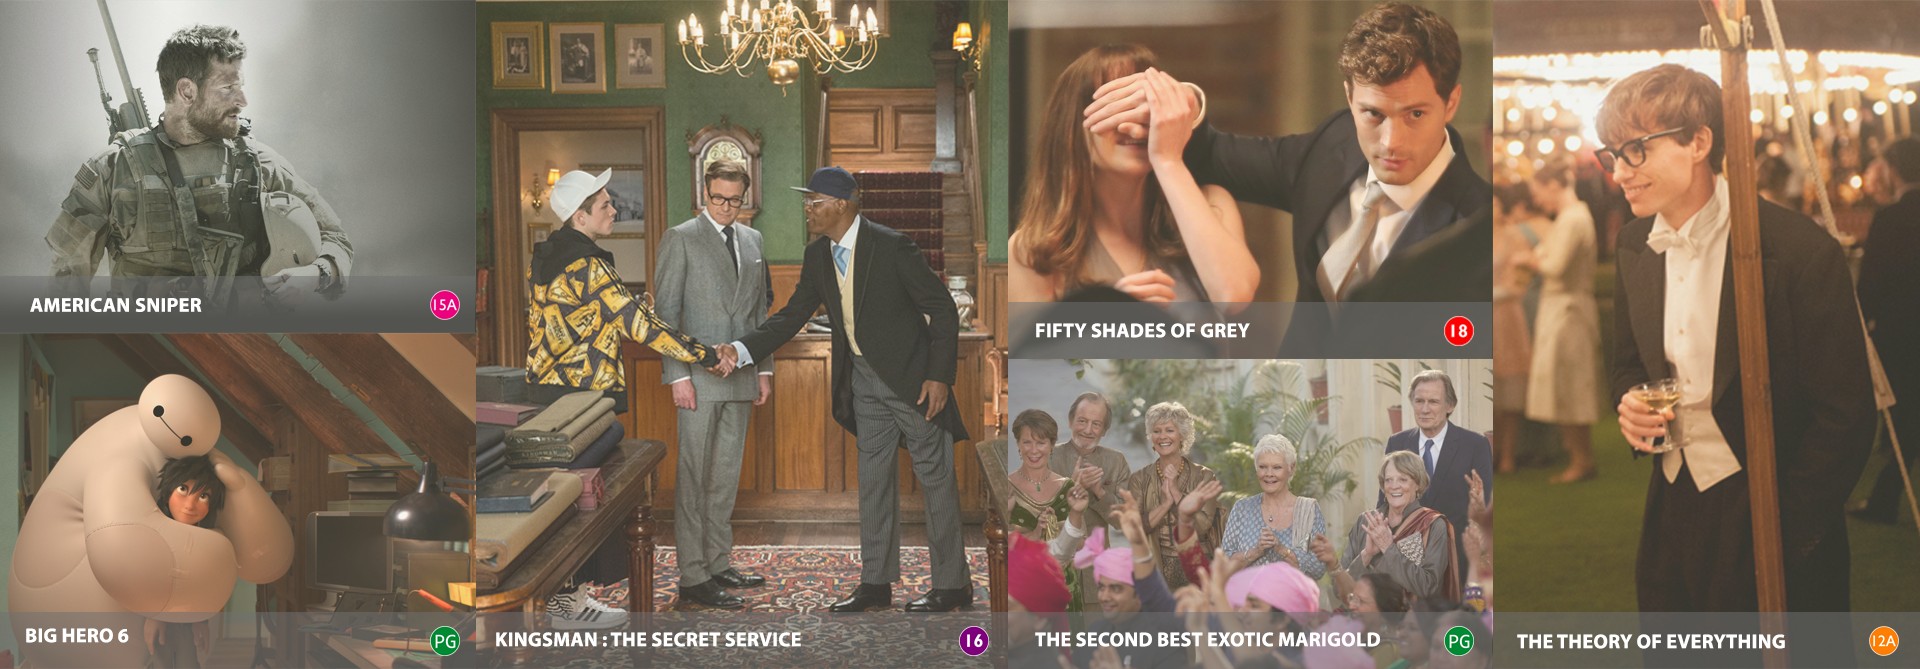 AMERICAN SNIPER 15A
BIG HERO 6 PG
KINGSMAN : THE SECRET SERVICE 16
FIFTY SHADES OF GREY 18
THE SECOND BEST EXOTIC MARIGOLD PG
THE THEORY OF EVERYTHING 12A